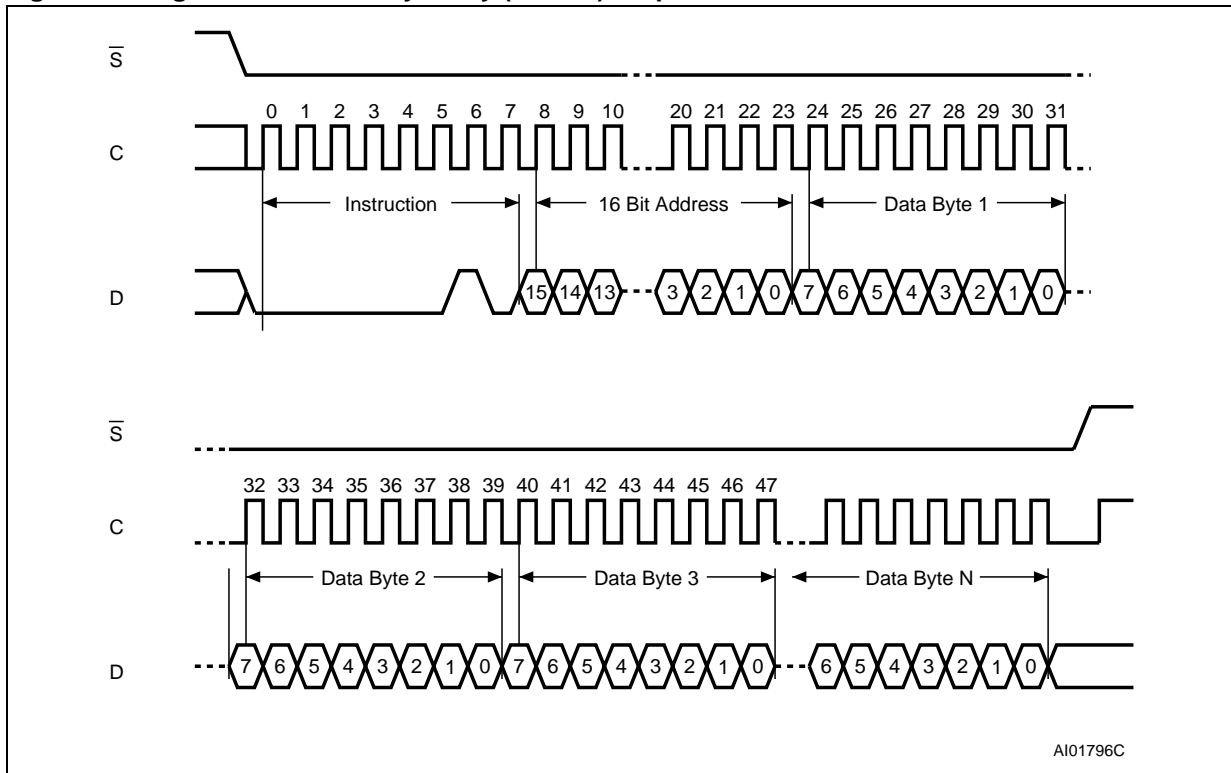 S
0 1 2 3 4 5 6 7 8 9 10 20 21 22 23 24 25 26 27 28 29 30 31
C
Instruction 16 Bit Address Data Byte 1
D 15 14 13 3 2 1 0 7 6 5 4 3 2 1 0
S
32 33 34 35 36 37 38 39 40 41 42 43 44 45 46 47
C
Data Byte 2 Data Byte 3 Data Byte N
D 7 6 5 4 3 2 1 0 7 6 5 4 3 2 1 0 6 5 4 3 2 1 0
AI01796C